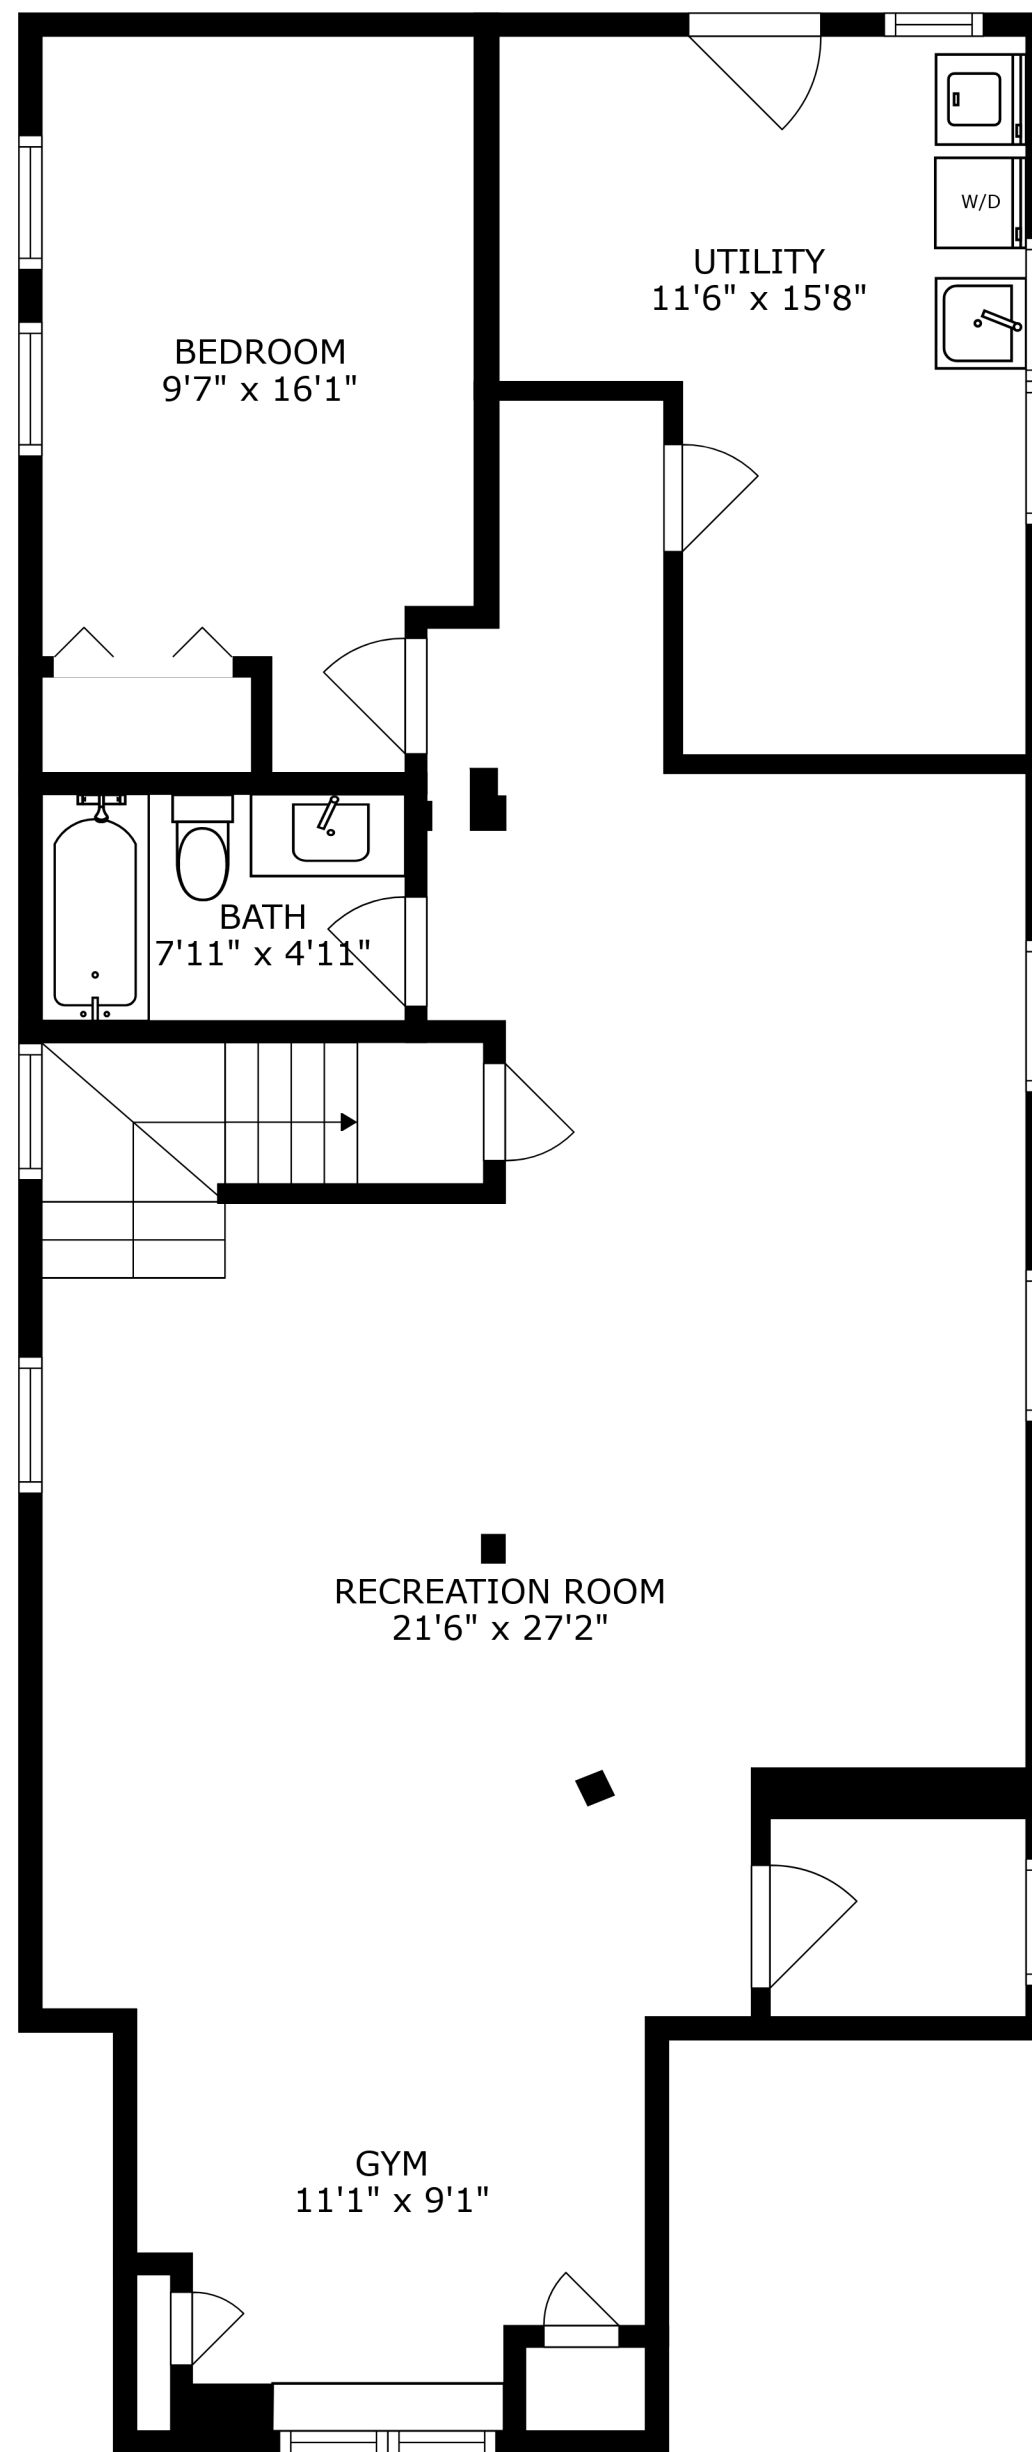 W/D
UTILITY
11'6" x 15'8"
BEDROOM
9'7" x 16'1"
BATH
7'11" x 4'11"
RECREATION ROOM
21'6" x 27'2"
GYM
11'1" x 9'1"